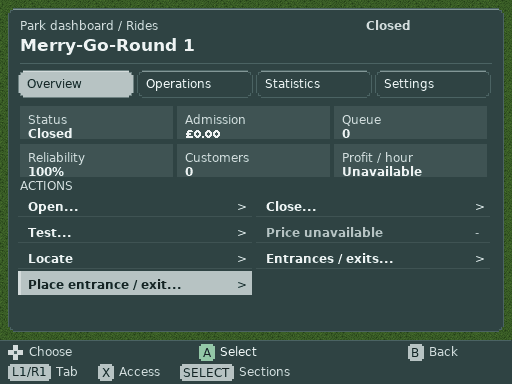 Park dashboard / Rides
Closed
Merry-Go-Round 1
Overview
Operations
Statistics
Settings
Status
Closed
Admission
£0.00
Queue
0
Reliability
100%
Customers
0
Profit / hour
Unavailable
ACTIONS
Open... >
Close... >
Test... >
Price unavailable -
Locate >
Entrances / exits... >
Place entrance / exit... >
Choose
A Select
B Back
L1/R1 Tab
X Access
SELECT Sections